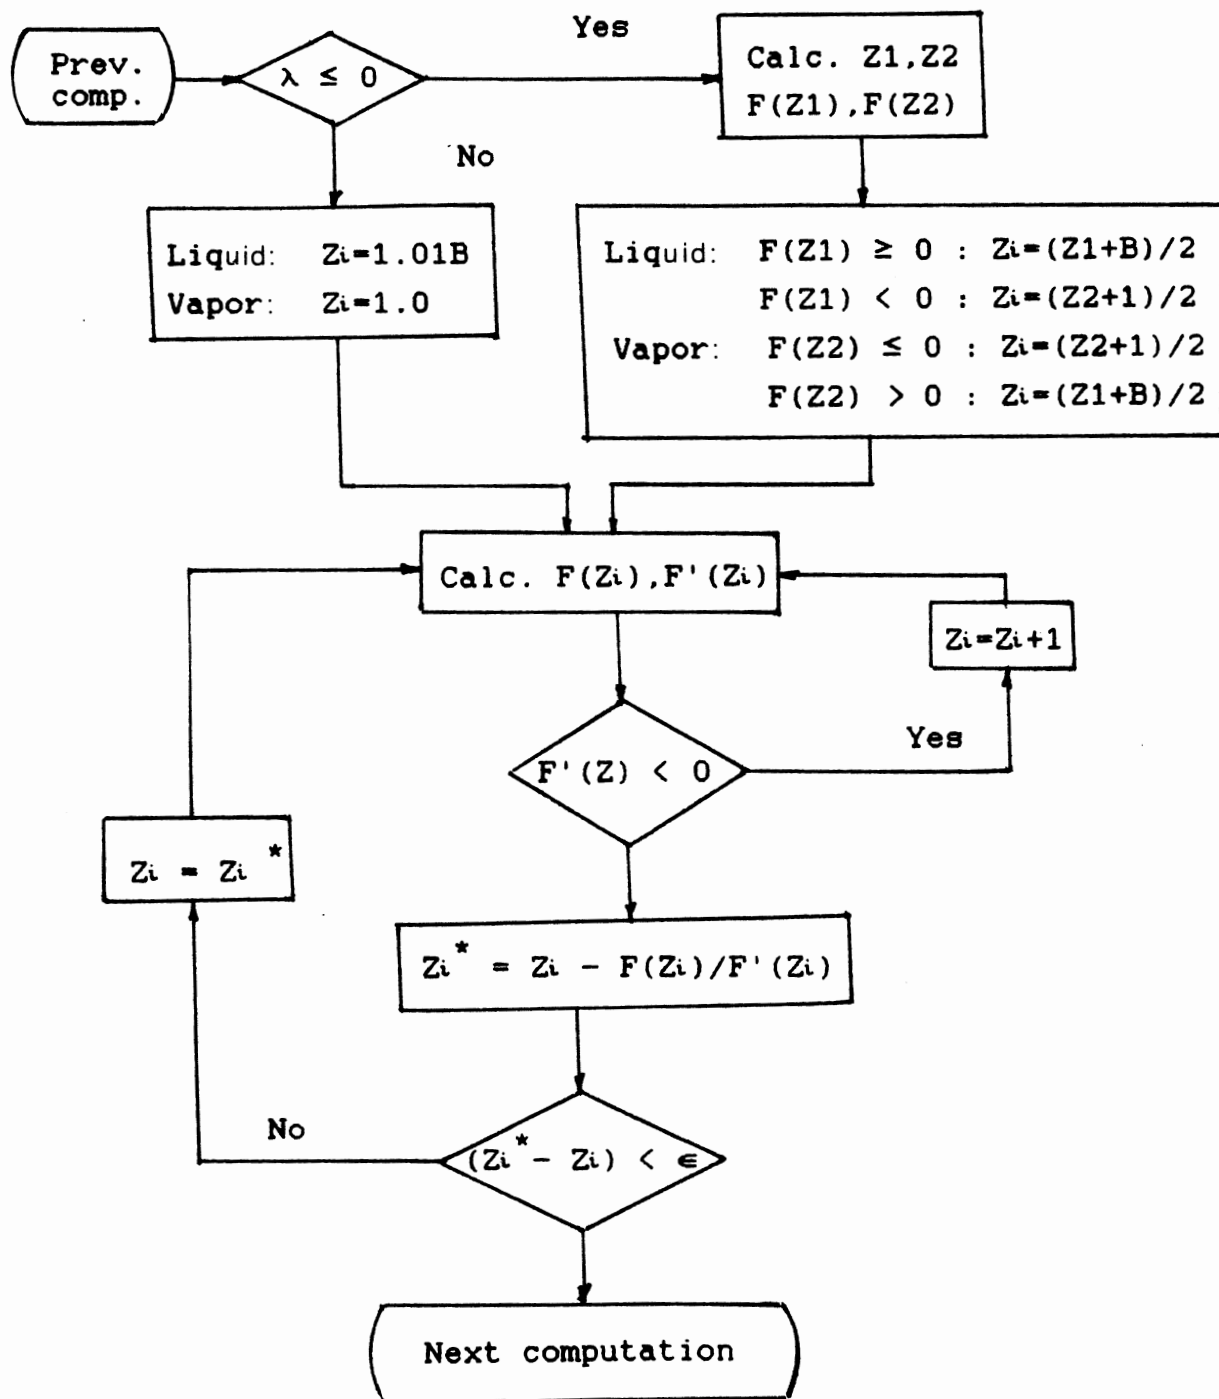 Prev.
comp.
λ ≤ 0
Yes
Calc. Z1,Z2
F(Z1),F(Z2)
No
Liquid: Zi=1.01B
Vapor: Zi=1.0
Liquid: F(Z1) ≥ 0 : Zi=(Z1+B)/2
F(Z1) < 0 : Zi=(Z2+1)/2
Vapor: F(Z2) ≤ 0 : Zi=(Z2+1)/2
F(Z2) > 0 : Zi=(Z1+B)/2
Calc. F(Zi),F'(Zi)
Zi=Zi+1
F'(Z) < 0
Yes
Zi = Zi*
Zi* = Zi - F(Zi)/F'(Zi)
No
(Zi*- Zi) < ∈
Next computation